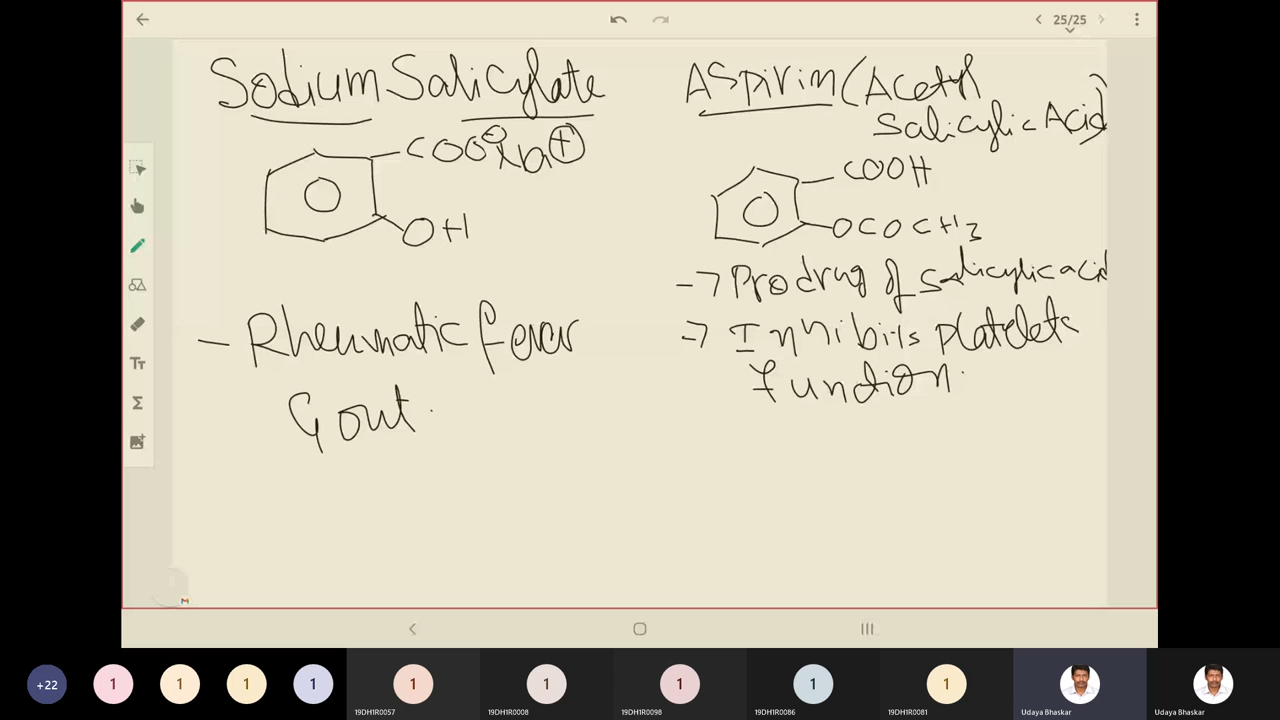 25/25
Sodium Salicylate
COO⊖Na⊕
OH
- Rheumatic fever
Gout.
Aspirin (Acetyl
Salicylic Acid)
COOH
OCOCH3
→ Prodrug of salicylic acid
→ Inhibits platelets
function.
TT
Σ
+22
1
1
1
1
1
19DH1R0057
1
19DH1R0008
1
19DH1R0098
1
19DH1R0086
1
19DH1R0081
Udaya Bhaskar
Udaya Bhaskar